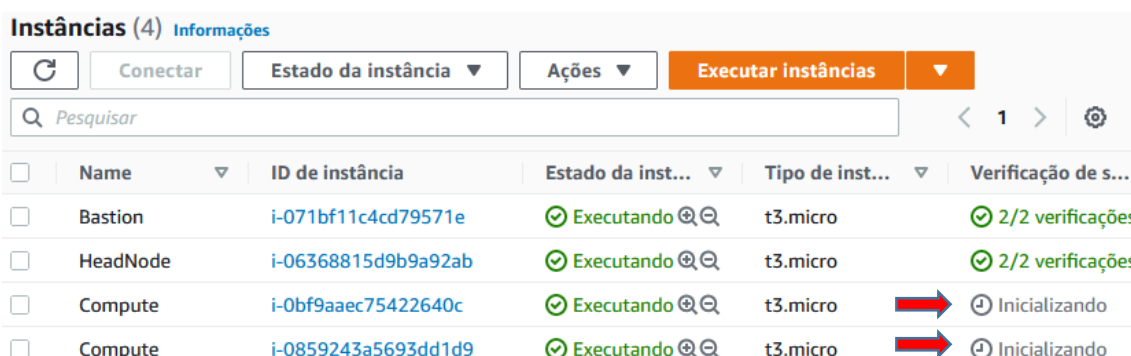 Instâncias (4) Informações
Conectar Estado da instância Ações Executar instâncias
Pesquisar 1
Name ID de instância Estado da inst... Tipo de inst... Verificação de s...
Bastion i-071bf11c4cd79571e Executando t3.micro 2/2 verificações
HeadNode i-06368815d9b9a92ab Executando t3.micro 2/2 verificações
Compute i-0bf9aaec75422640c Executando t3.micro Inicializando
Compute i-0859243a5693dd1d9 Executando t3.micro Inicializando